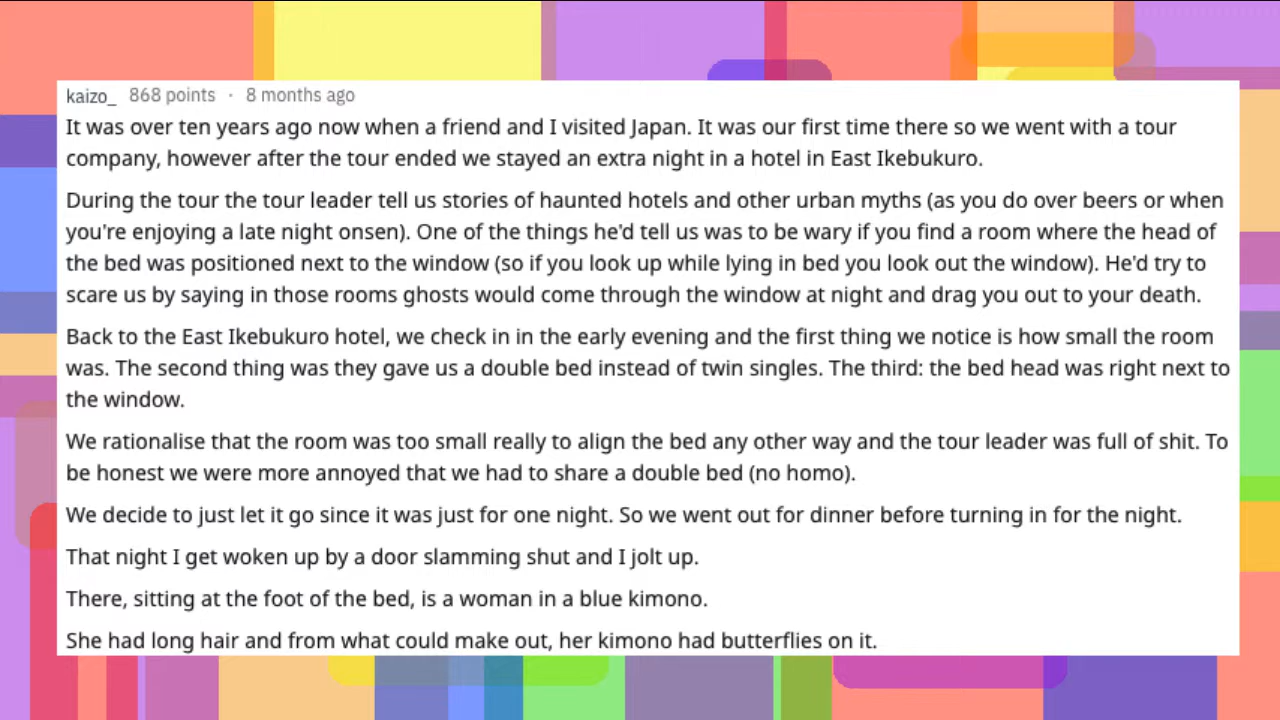 kaizo_ 868 points · 8 months ago
It was over ten years ago now when a friend and I visited Japan. It was our first time there so we went with a tour
company, however after the tour ended we stayed an extra night in a hotel in East Ikebukuro.
During the tour the tour leader tell us stories of haunted hotels and other urban myths (as you do over beers or when
you're enjoying a late night onsen). One of the things he'd tell us was to be wary if you find a room where the head of
the bed was positioned next to the window (so if you look up while lying in bed you look out the window). He'd try to
scare us by saying in those rooms ghosts would come through the window at night and drag you out to your death.
Back to the East Ikebukuro hotel, we check in in the early evening and the first thing we notice is how small the room
was. The second thing was they gave us a double bed instead of twin singles. The third: the bed head was right next to
the window.
We rationalise that the room was too small really to align the bed any other way and the tour leader was full of shit. To
be honest we were more annoyed that we had to share a double bed (no homo).
We decide to just let it go since it was just for one night. So we went out for dinner before turning in for the night.
That night I get woken up by a door slamming shut and I jolt up.
There, sitting at the foot of the bed, is a woman in a blue kimono.
She had long hair and from what could make out, her kimono had butterflies on it.